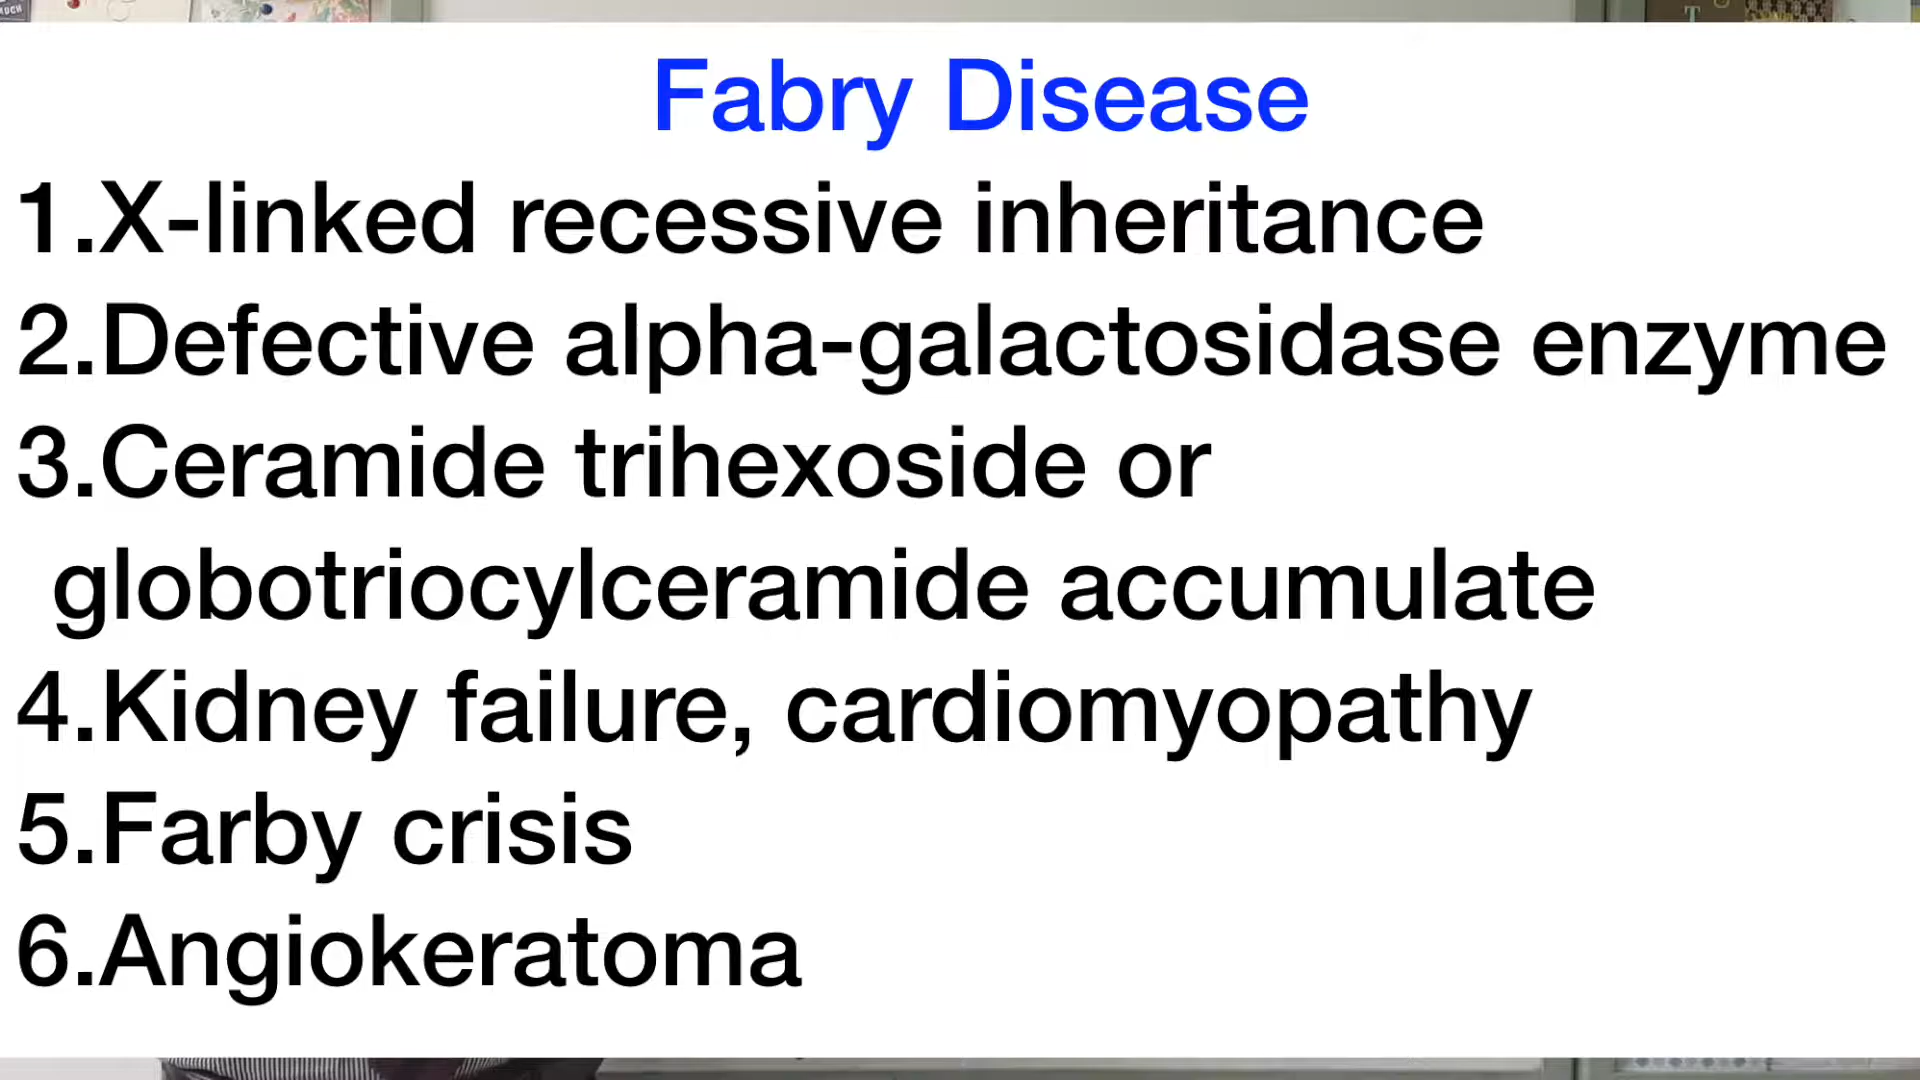 Fabry Disease
1.X-linked recessive inheritance
2.Defective alpha-galactosidase enzyme
3.Ceramide trihexoside or
globotriocylceramide accumulate
4.Kidney failure, cardiomyopathy
5.Farby crisis
6.Angiokeratoma